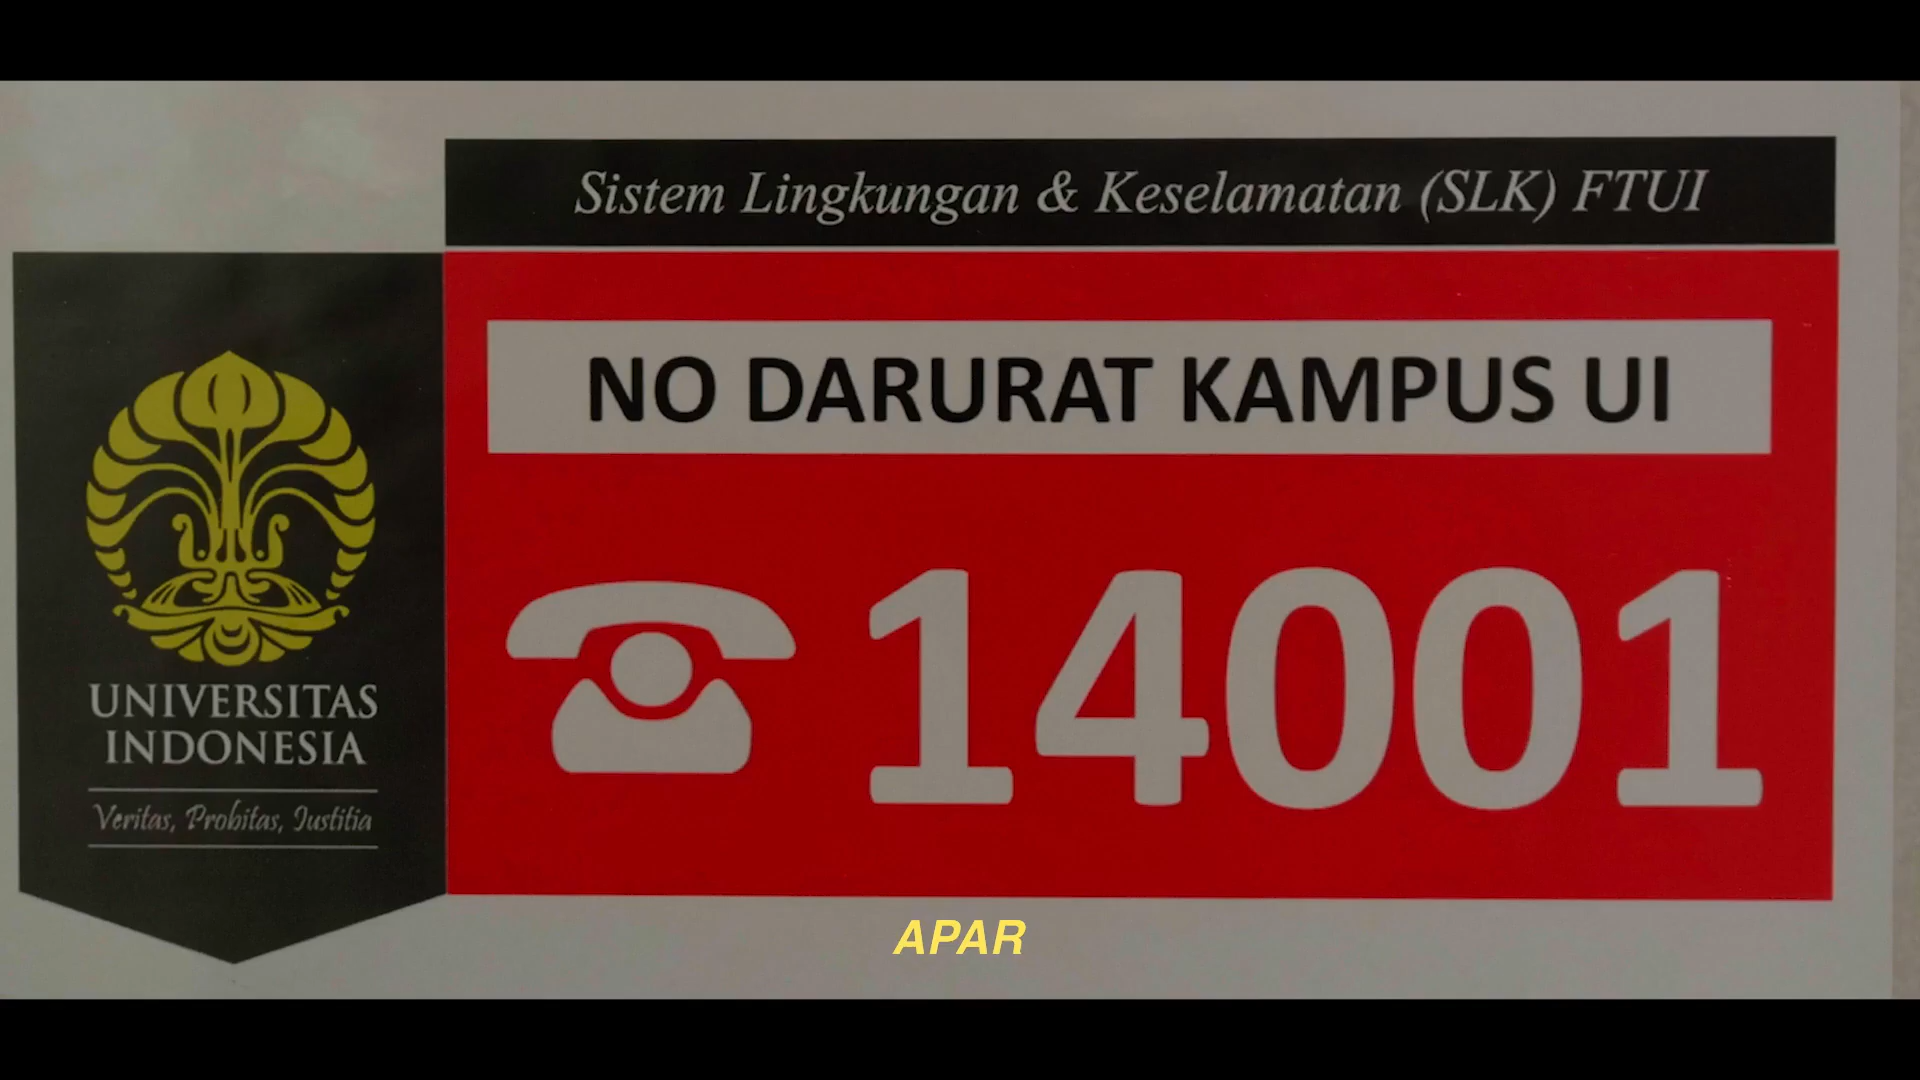 Sistem Lingkungan & Keselamatan (SLK) FTUI
NO DARURAT KAMPUS UI
14001
UNIVERSITAS
INDONESIA
Veritas, Probitas, Iustitia
APAR